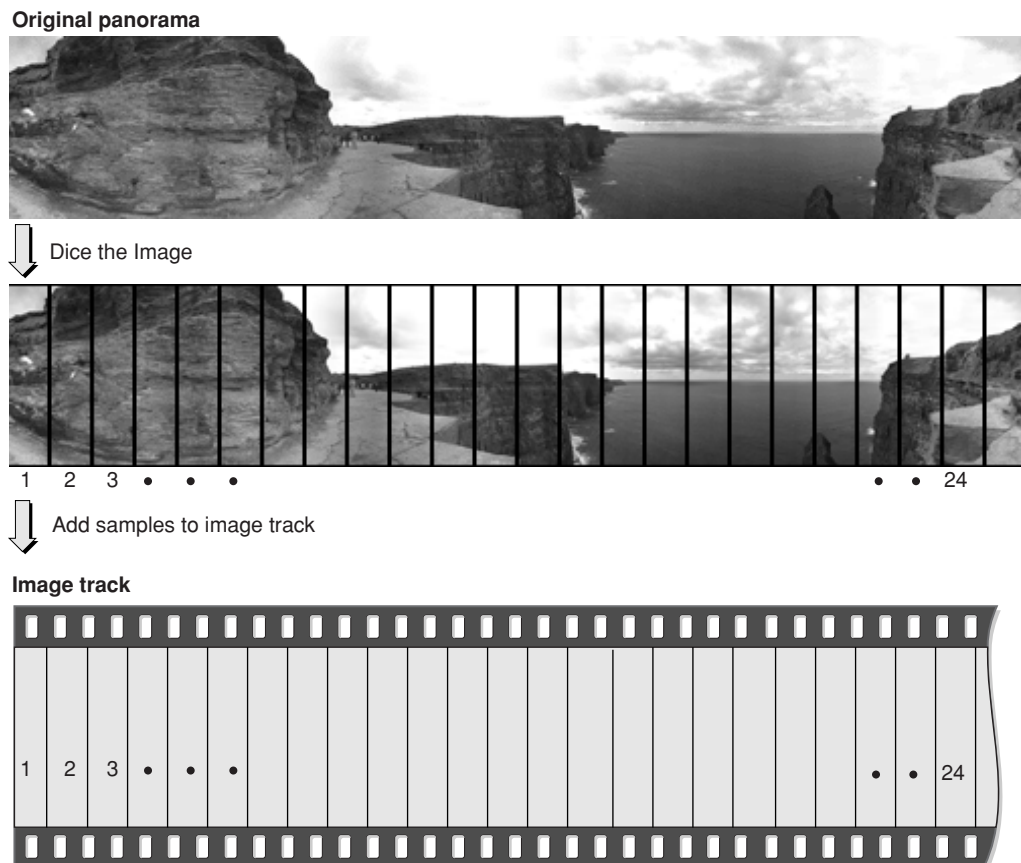 Original panorama
Dice the Image
1 2 3 • • • • • 24
Add samples to image track
Image track
1 2 3 • • • • • 24